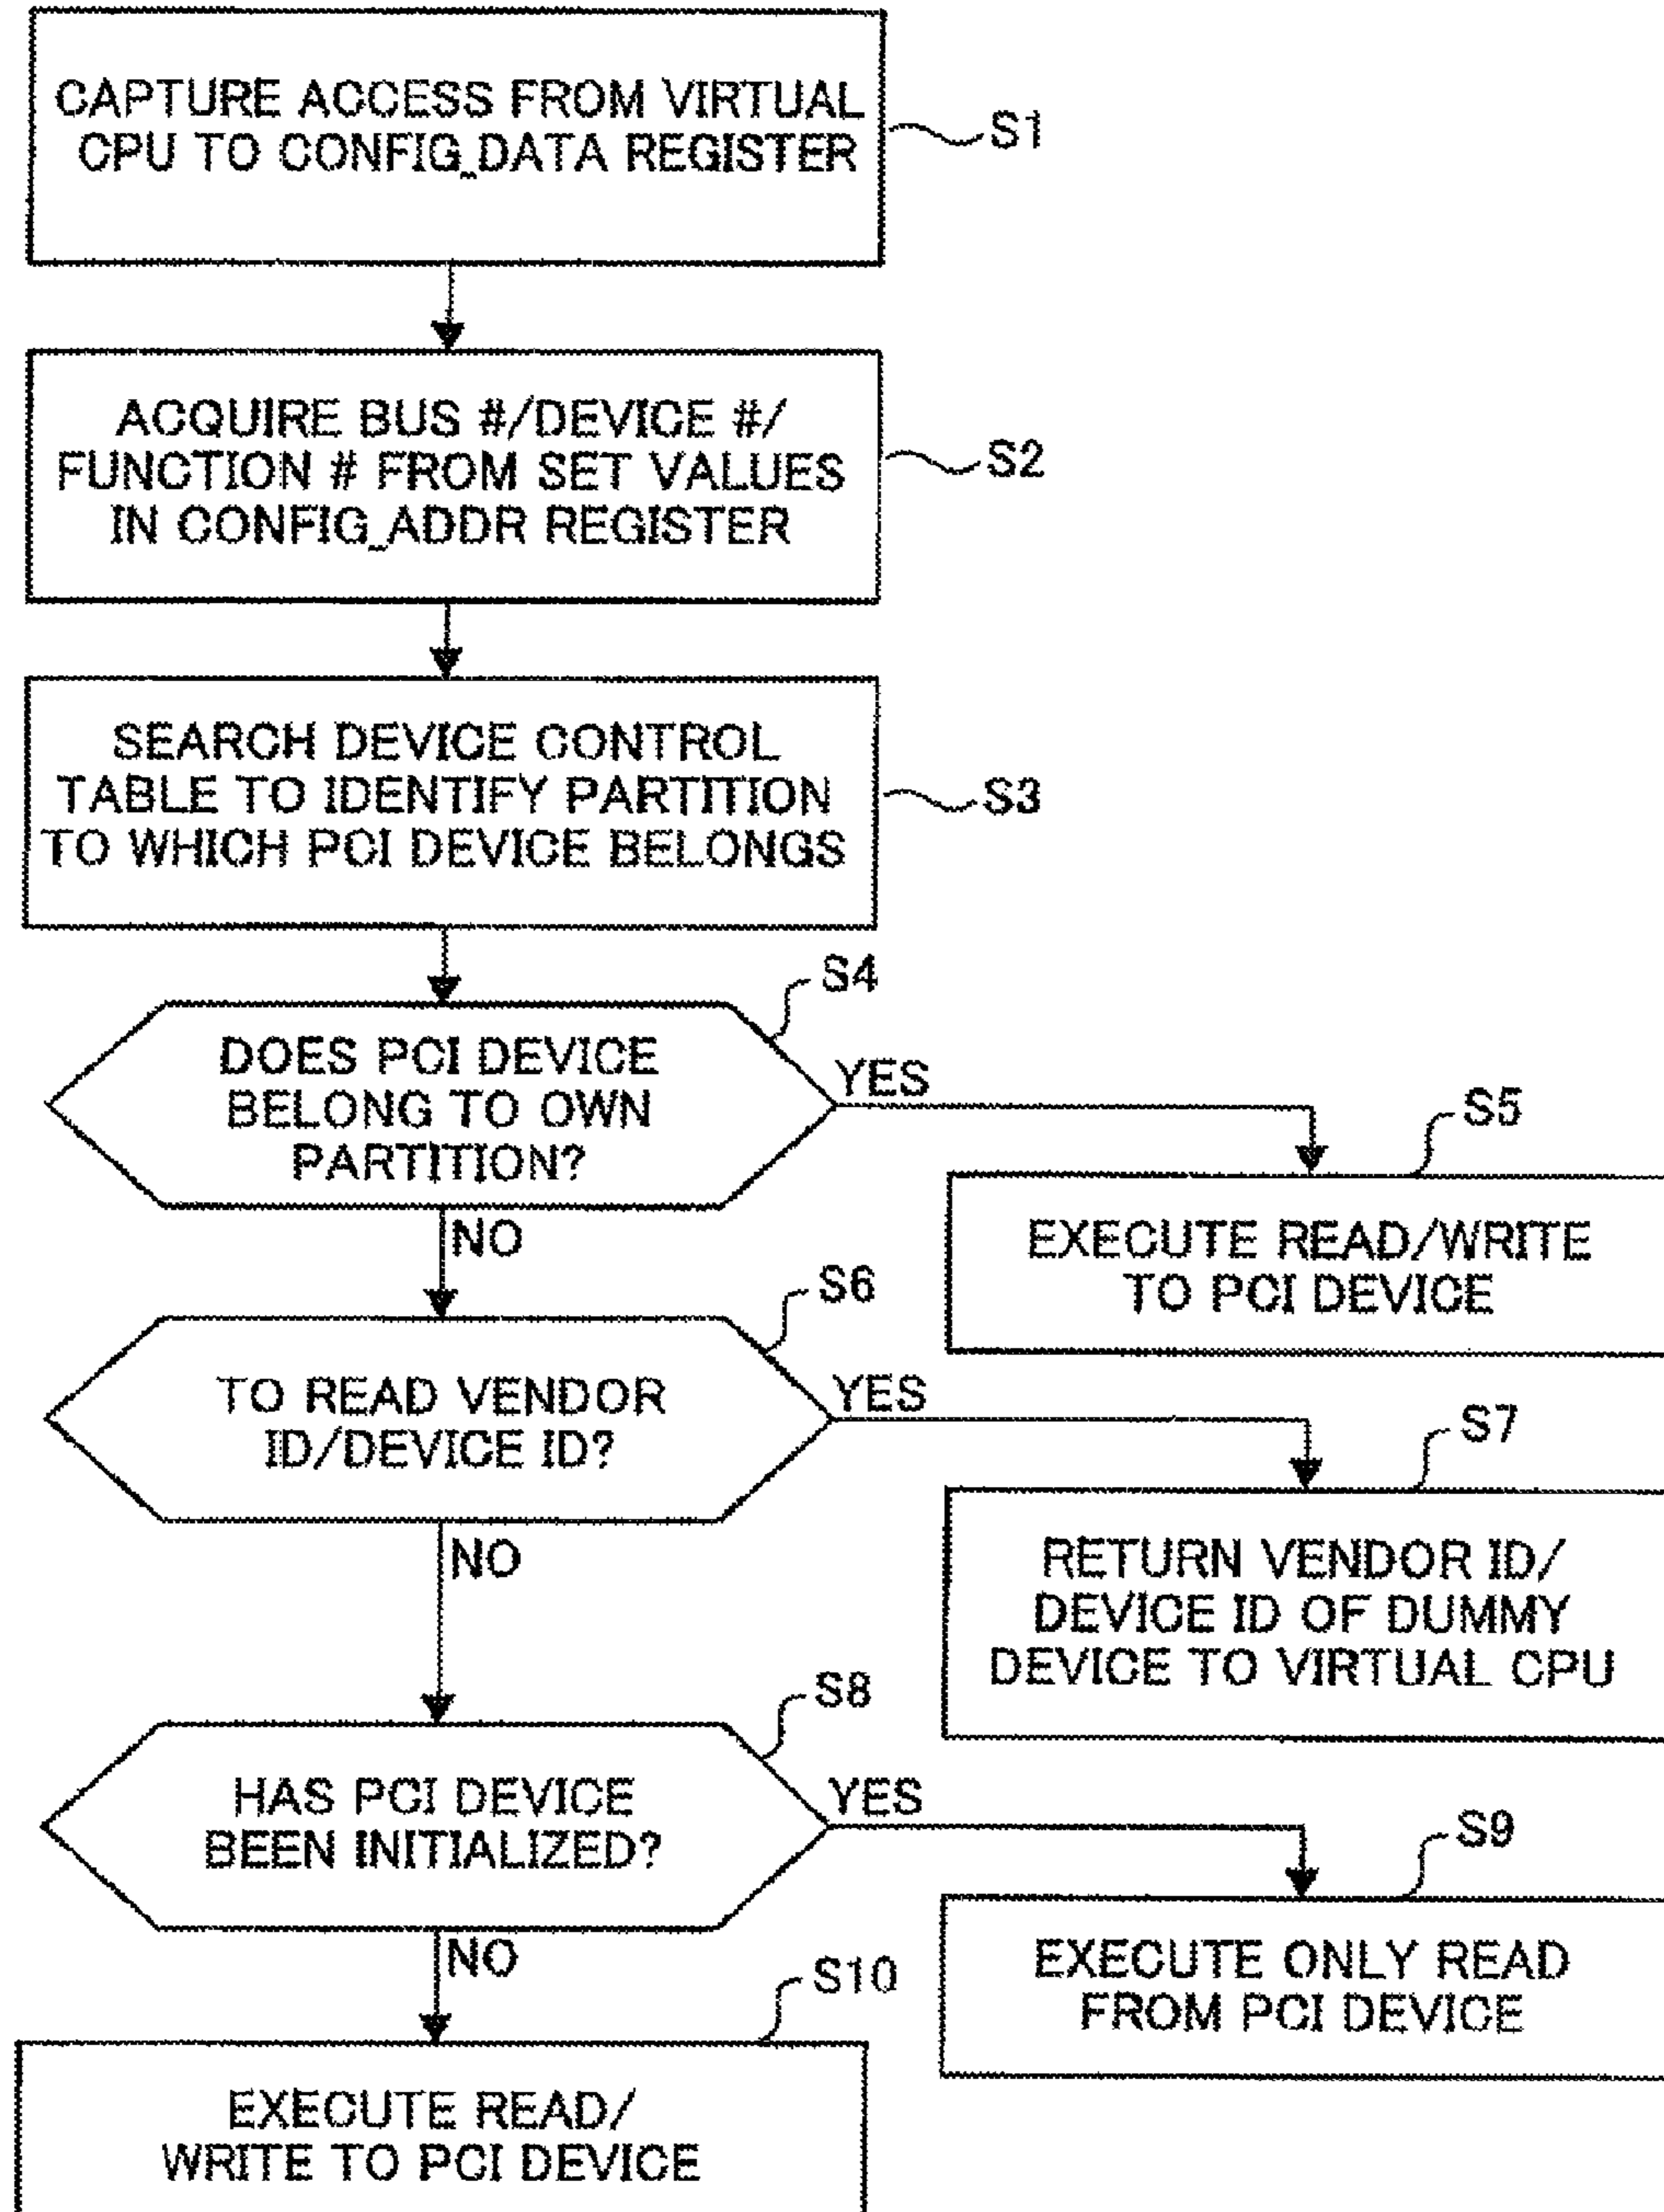 CAPTURE ACCESS FROM VIRTUAL
CPU TO CONFIG_DATA REGISTER
S1
ACQUIRE BUS #/DEVICE #/
FUNCTION # FROM SET VALUES
IN CONFIG_ADDR REGISTER
S2
SEARCH DEVICE CONTROL
TABLE TO IDENTIFY PARTITION
TO WHICH PCI DEVICE BELONGS
S3
S4
DOES PCI DEVICE
BELONG TO OWN
PARTITION?
YES
NO
S5
EXECUTE READ/WRITE
TO PCI DEVICE
S6
TO READ VENDOR
ID/DEVICE ID?
YES
NO
S7
RETURN VENDOR ID/
DEVICE ID OF DUMMY
DEVICE TO VIRTUAL CPU
S8
HAS PCI DEVICE
BEEN INITIALIZED?
YES
NO
S9
EXECUTE ONLY READ
FROM PCI DEVICE
S10
EXECUTE READ/
WRITE TO PCI DEVICE